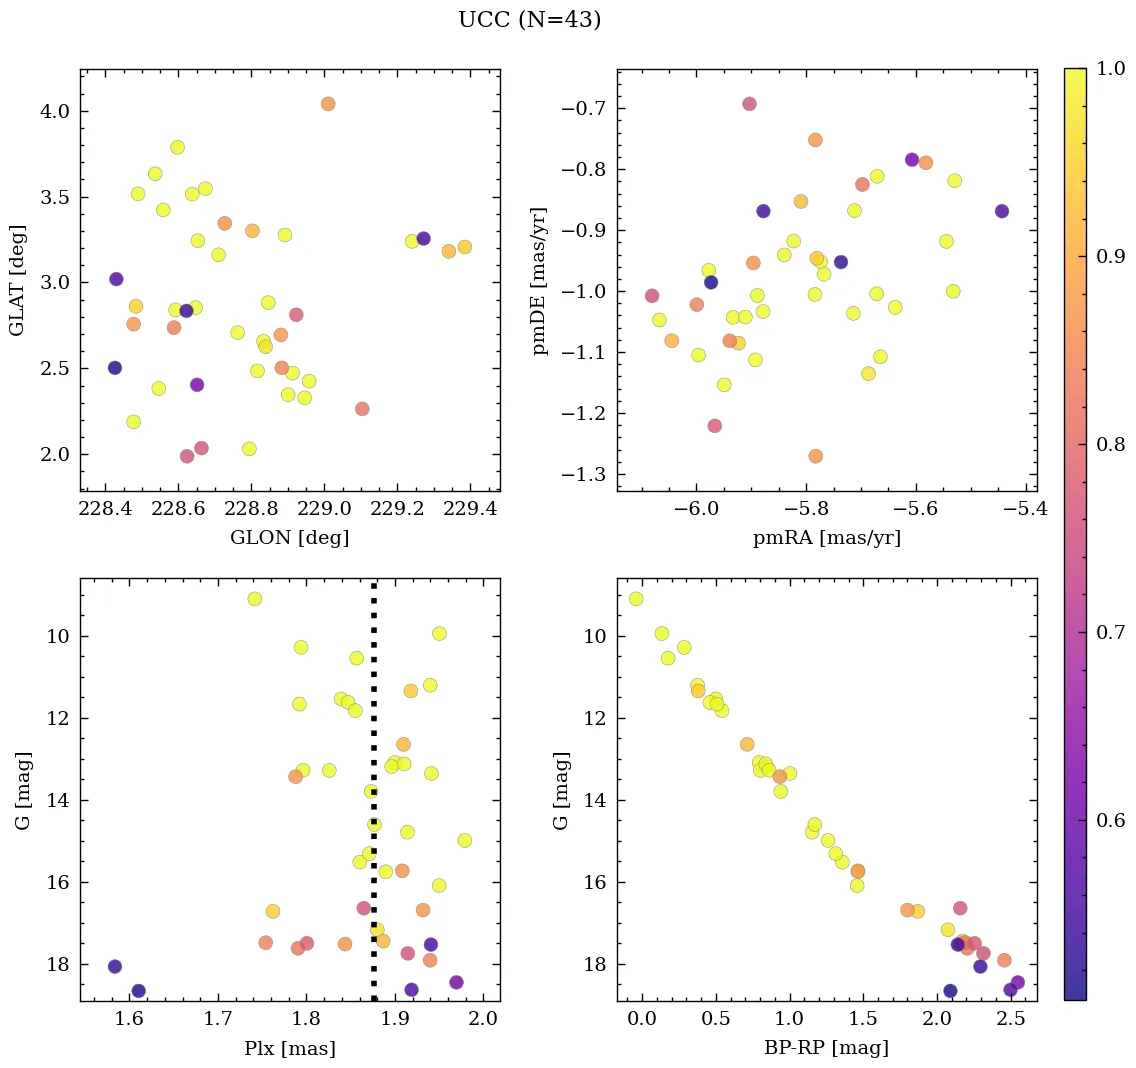 UCC (N=43)
4.0
3.5
3.0
2.5
2.0
GLAT [deg]
228.4 228.6 228.8 229.0 229.2 229.4
GLON [deg]
−0.7
−0.8
−0.9
−1.0
−1.1
−1.2
−1.3
pmDE [mas/yr]
−6.0 −5.8 −5.6 −5.4
pmRA [mas/yr]
10
12
14
16
18
G [mag]
1.6 1.7 1.8 1.9 2.0
Plx [mas]
10
12
14
16
18
G [mag]
0.0 0.5 1.0 1.5 2.0 2.5
BP-RP [mag]
1.0
0.9
0.8
0.7
0.6